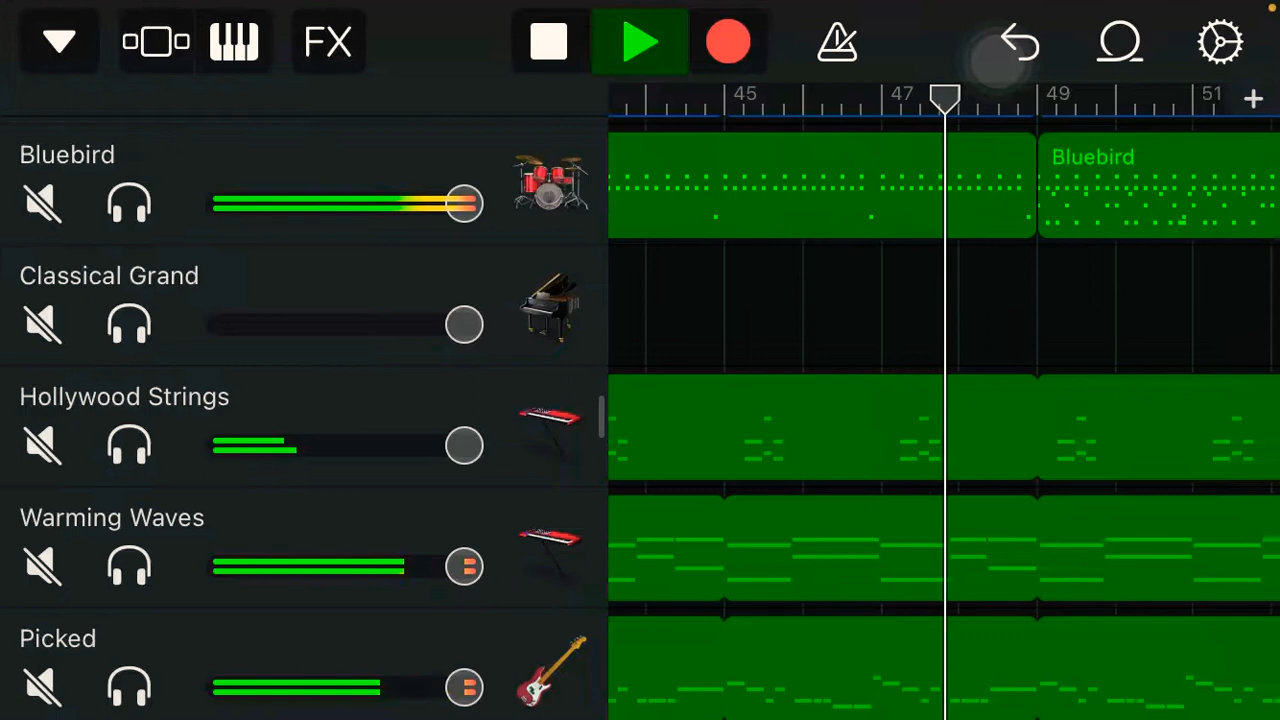 FX
45 47 49 51 +
Bluebird
Bluebird
Classical Grand
Hollywood Strings
Warming Waves
Picked